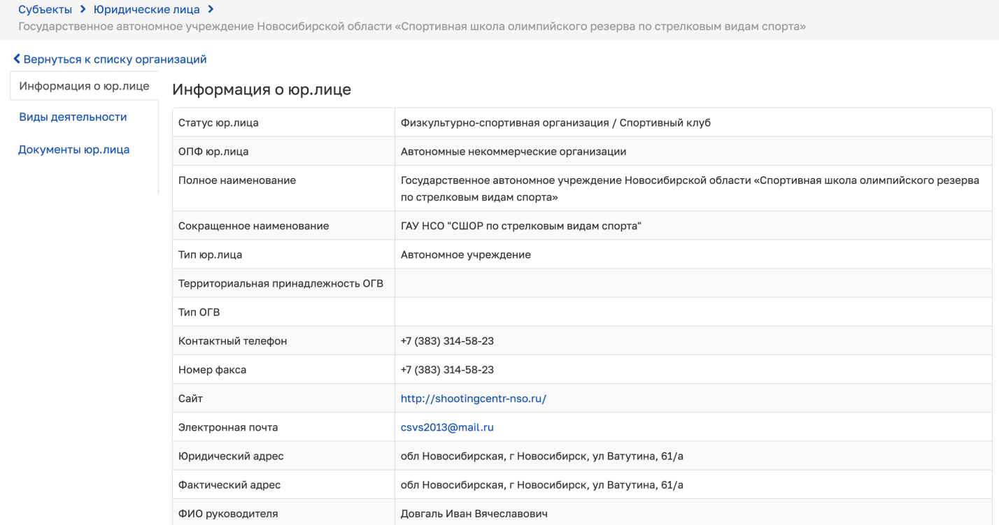 Субъекты > Юридические лица >
Государственное автономное учреждение Новосибирской области «Спортивная школа олимпийского резерва по стрелковым видам спорта»
Вернуться к списку организаций
Информация о юр.лице
Виды деятельности
Документы юр.лица
Информация о юр.лице
Статус юр.лица Физкультурно-спортивная организация / Спортивный клуб
ОПФ юр.лица Автономные некоммерческие организации
Полное наименование Государственное автономное учреждение Новосибирской области «Спортивная школа олимпийского резерва
по стрелковым видам спорта»
Сокращенное наименование ГАУ НСО "СШОР по стрелковым видам спорта"
Тип юр.лица Автономное учреждение
Территориальная принадлежность ОГВ
Тип ОГВ
Контактный телефон +7 (383) 314-58-23
Номер факса +7 (383) 314-58-23
Сайт http://shootingcentr-nso.ru/
Электронная почта csvs2013@mail.ru
Юридический адрес обл Новосибирская, г Новосибирск, ул Ватутина, 61/а
Фактический адрес обл Новосибирская, г Новосибирск, ул Ватутина, 61/а
ФИО руководителя Довгаль Иван Вячеславович